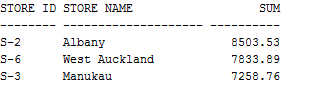 STORE ID STORE NAME                  SUM
-------- -------------------- ----------
S-2      Albany                  8503.53
S-6      West Auckland           7833.89
S-3      Manukau                 7258.76